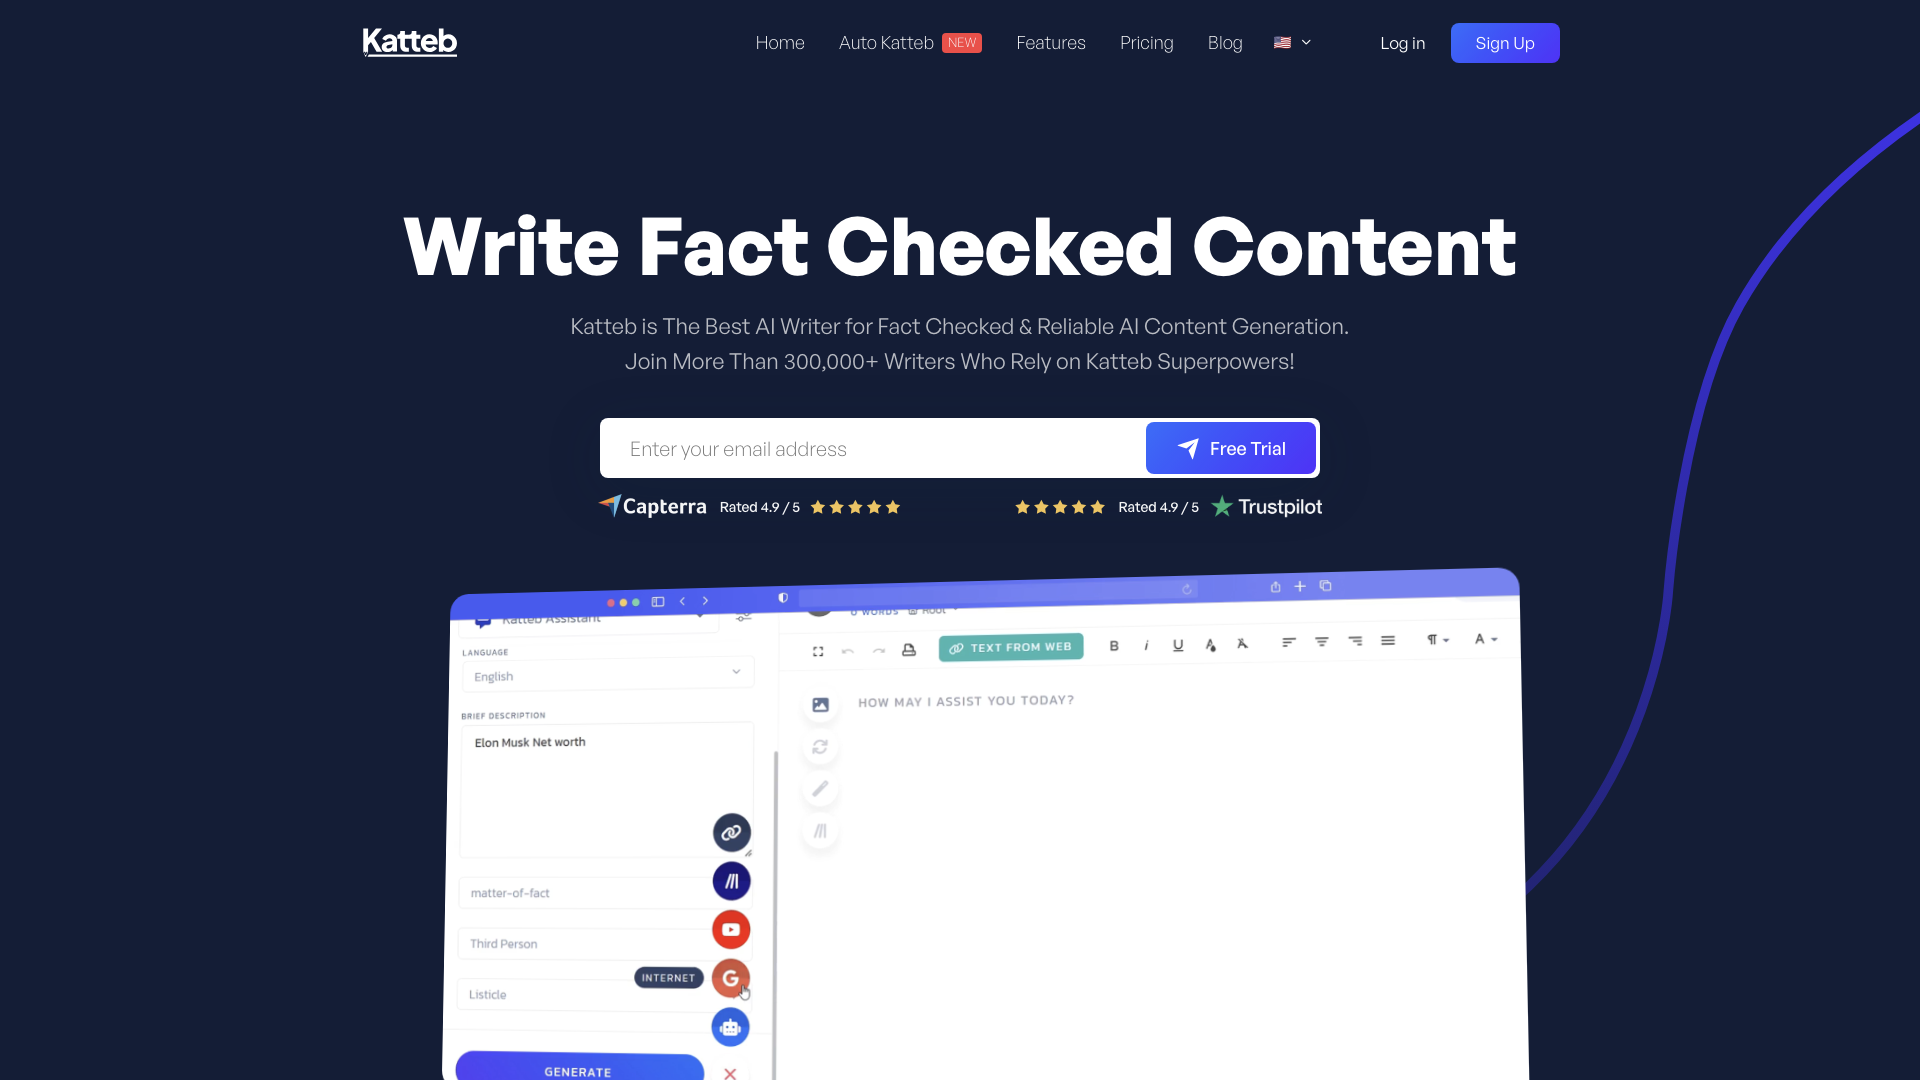 Katteb
Home
Auto Katteb NEW
Features
Pricing
Blog
Log in
Sign Up
Write Fact Checked Content
Katteb is The Best AI Writer for Fact Checked & Reliable AI Content Generation.
Join More Than 300,000+ Writers Who Rely on Katteb Superpowers!
Enter your email address
Free Trial
Capterra Rated 4.9 / 5
Rated 4.9 / 5 Trustpilot
Katteb Assistant
0 WORDS
LANGUAGE
English
BRIEF DESCRIPTION
Elon Musk Net worth
matter-of-fact
Third Person
INTERNET
Listicle
GENERATE
TEXT FROM WEB
B i U
A
HOW MAY I ASSIST YOU TODAY?